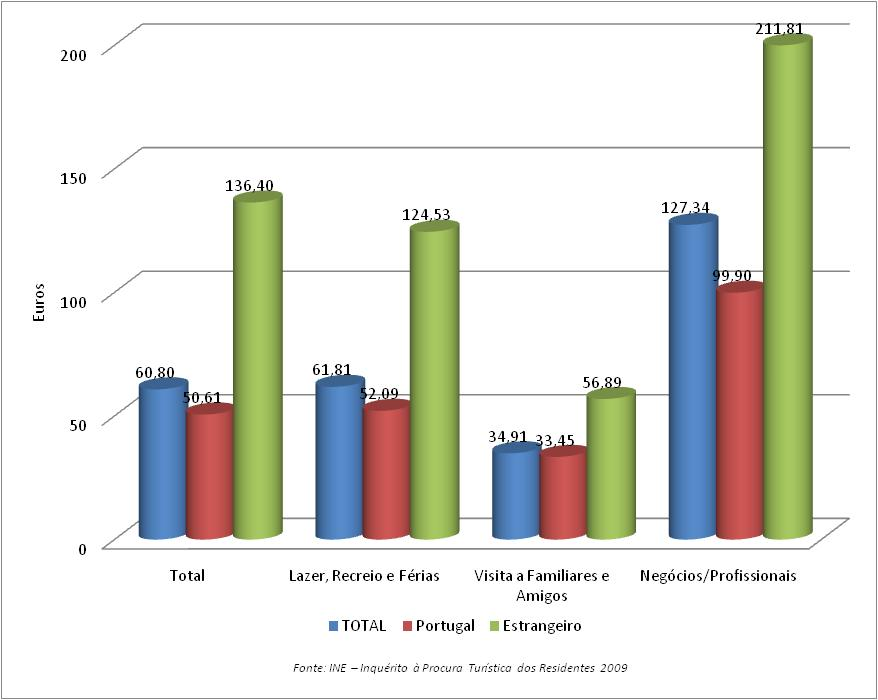 211,81
200
150
136,40
124,53
127,34
Euros
100
99,90
60,80
50,61
61,81
52,09
56,89
50
34,91
33,45
0
Total
Lazer, Recreio e Férias
Visita a Familiares e
Amigos
Negócios/Profissionais
TOTAL
Portugal
Estrangeiro
Fonte: INE – Inquérito à Procura Turística dos Residentes 2009